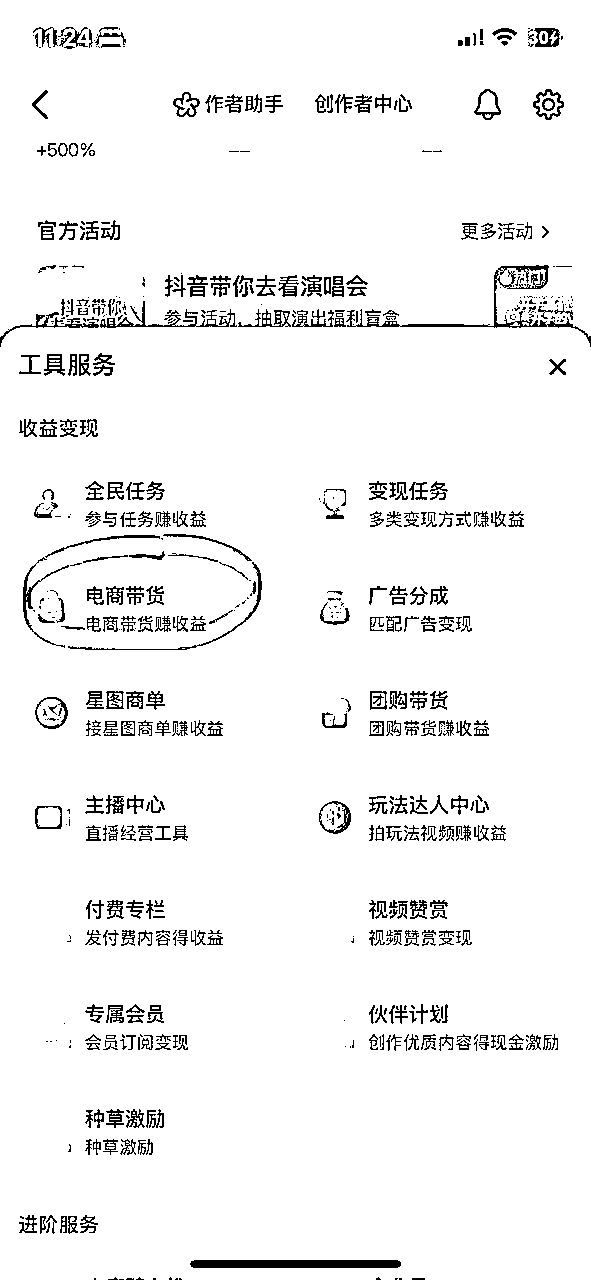 11:24
30
作者助手 创作者中心
+500%
官方活动 更多活动
抖音带你去看演唱会
抖音带你
参与活动，抽取演出福利盲盒
工具服务
收益变现
全民任务 变现任务
参与任务赚收益 多类变现方式赚收益
电商带货 广告分成
电商带货赚收益 匹配广告变现
星图商单 团购带货
接星图商单赚收益 团购带货赚收益
主播中心 玩法达人中心
直播经营工具 拍玩法视频赚收益
付费专栏 视频赞赏
发付费内容得收益 视频赞赏变现
专属会员 伙伴计划
会员订阅变现 创作优质内容得现金激励
种草激励
种草激励
进阶服务